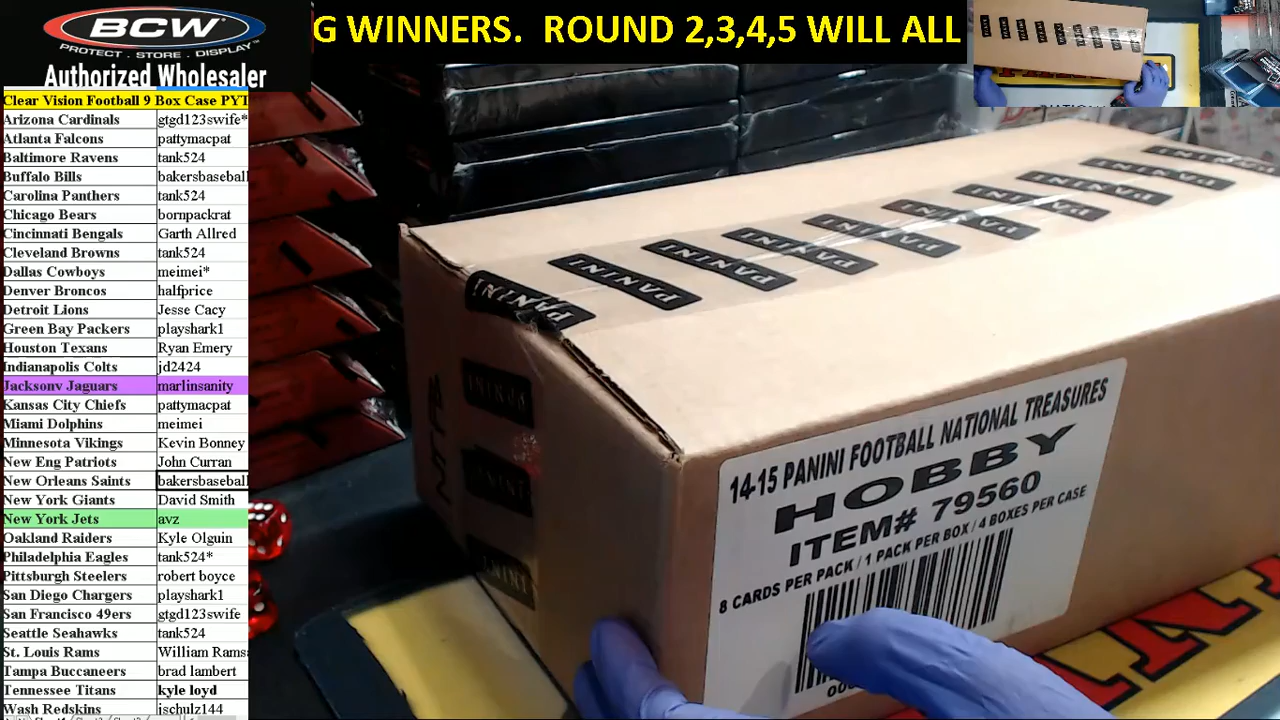 BCW
PROTECT . STORE . DISPLAY™
Authorized Wholesaler
G WINNERS. ROUND 2,3,4,5 WILL ALL
Clear Vision Football 9 Box Case PYT
Arizona Cardinals gtgd123swife*
Atlanta Falcons pattymacpat
Baltimore Ravens tank524
Buffalo Bills bakersbaseball
Carolina Panthers tank524
Chicago Bears bornpackrat
Cincinnati Bengals Garth Allred
Cleveland Browns tank524
Dallas Cowboys meimei*
Denver Broncos halfprice
Detroit Lions Jesse Cacy
Green Bay Packers playshark1
Houston Texans Ryan Emery
Indianapolis Colts jd2424
Jacksonv Jaguars marlinsanity
Kansas City Chiefs pattymacpat
Miami Dolphins meimei
Minnesota Vikings Kevin Bonney
New Eng Patriots John Curran
New Orleans Saints bakersbaseball
New York Giants David Smith
New York Jets avz
Oakland Raiders Kyle Olguin
Philadelphia Eagles tank524*
Pittsburgh Steelers robert boyce
San Diego Chargers playshark1
San Francisco 49ers gtgd123swife
Seattle Seahawks tank524
St. Louis Rams William Rams
Tampa Buccaneers brad lambert
Tennessee Titans kyle loyd
Wash Redskins jschulz144
PANINI PANINI PANINI PANINI PANINI PANINI
PANINI
PANINI
PANINI
14-15 PANINI FOOTBALL NATIONAL TREASURES
HOBBY
ITEM# 79560
8 CARDS PER PACK / 1 PACK PER BOX / 4 BOXES PER CASE